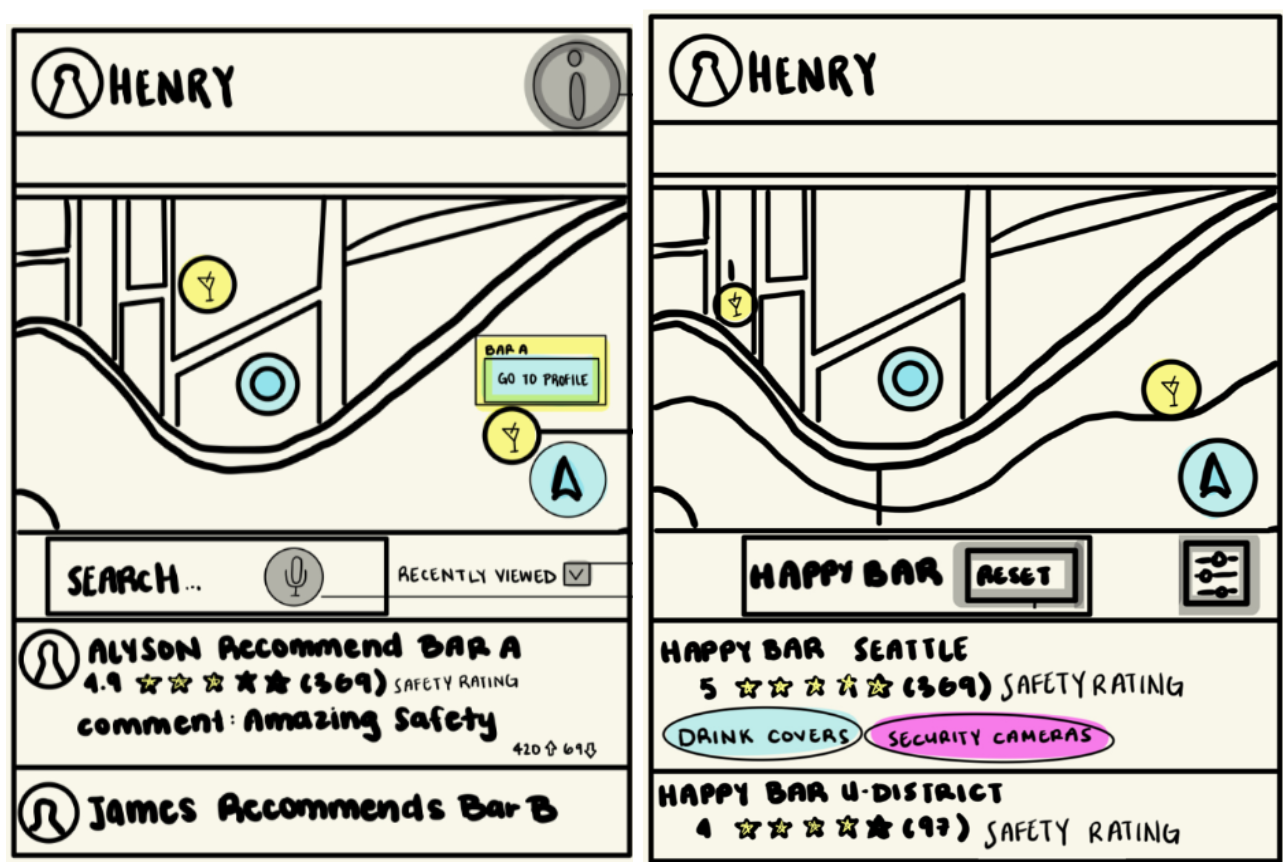 HENRY
i
BAR A
GO TO PROFILE
SEARCH...
RECENTLY VIEWED
ALYSON Recommend BAR A
4.9 (369) SAFETY RATING
comment: Amazing Safety
420 69
James Recommends Bar B
HENRY
HAPPY BAR
RESET
HAPPY BAR SEATTLE
5 (369) SAFETY RATING
DRINK COVERS
SECURITY CAMERAS
HAPPY BAR U-DISTRICT
4 (97) SAFETY RATING